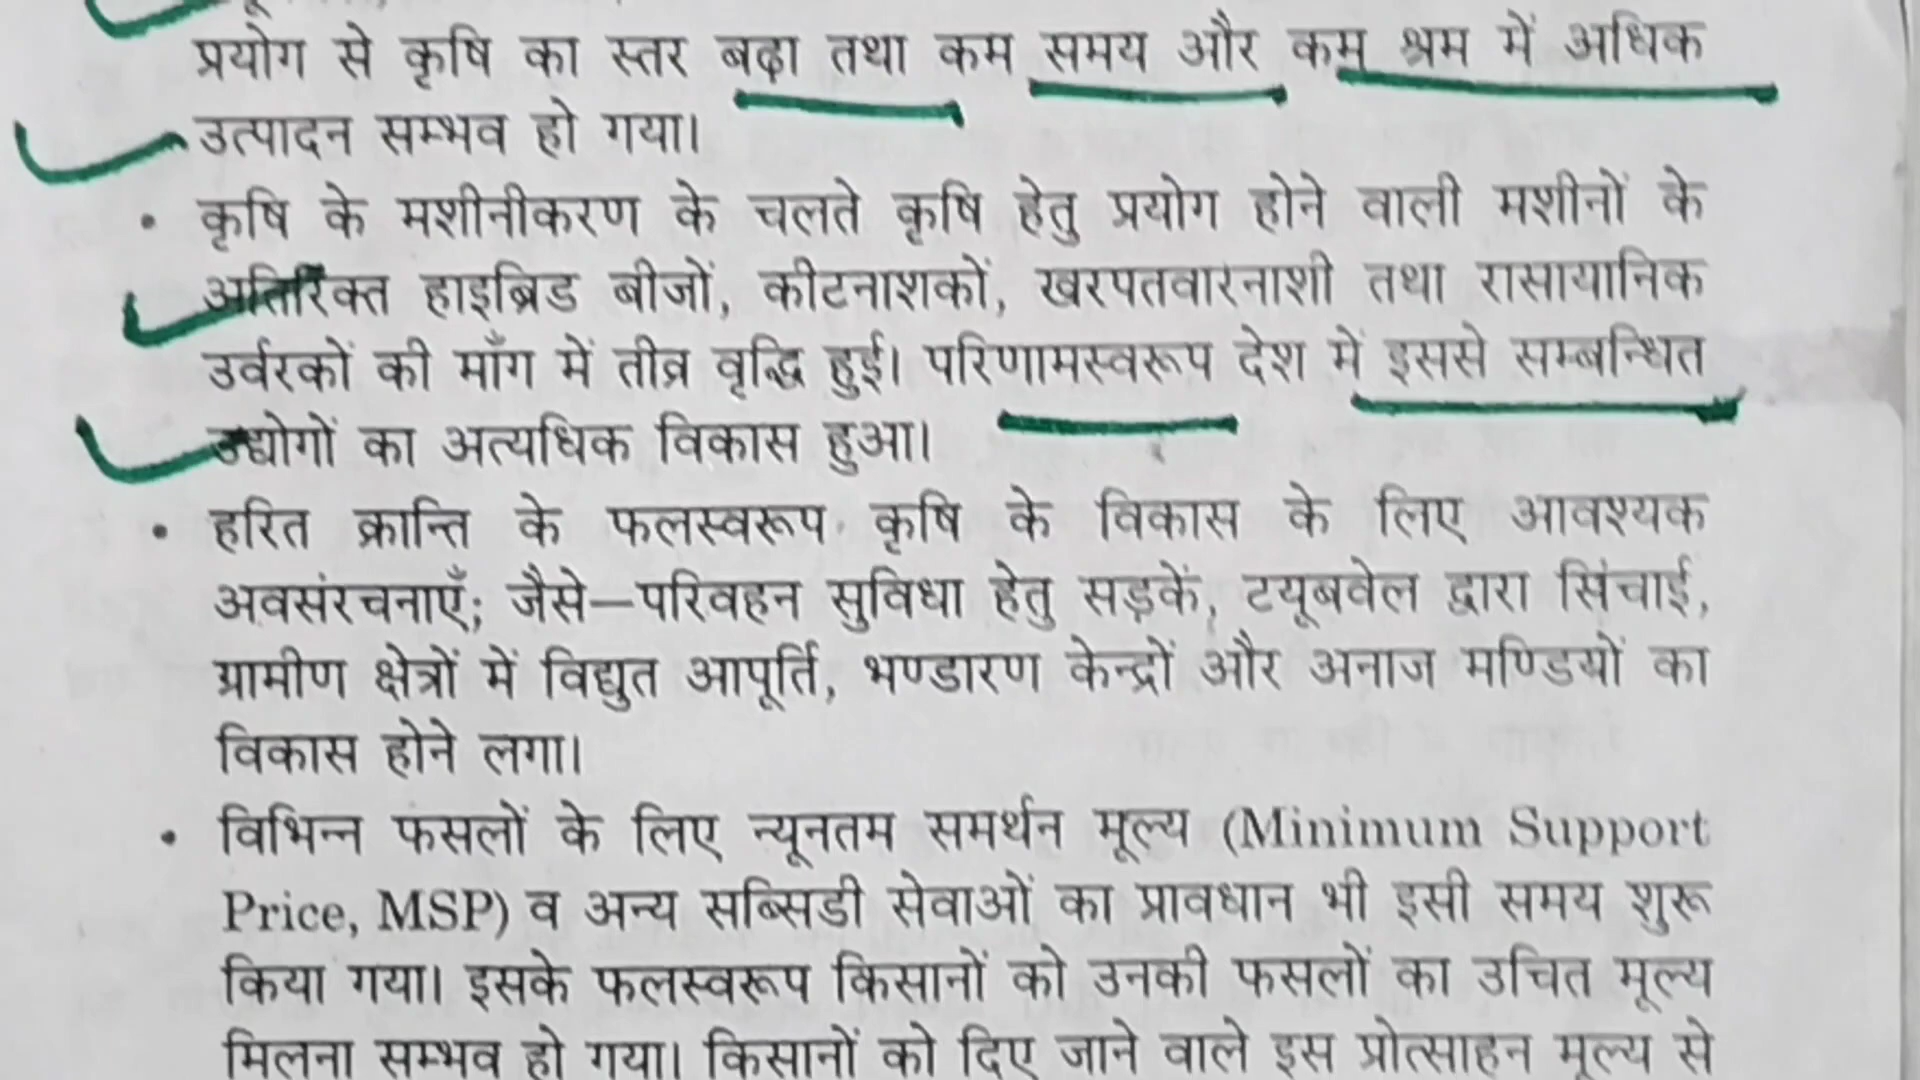 प्रयोग से कृषि का स्तर बढ़ा तथा कम समय और कम श्रम में अधिक
उत्पादन सम्भव हो गया।
• कृषि के मशीनीकरण के चलते कृषि हेतु प्रयोग होने वाली मशीनों के
अतिरिक्त हाइब्रिड बीजों, कीटनाशकों, खरपतवारनाशी तथा रासायानिक
उर्वरकों की माँग में तीव्र वृद्धि हुई। परिणामस्वरूप देश में इससे सम्बन्धित
उद्योगों का अत्यधिक विकास हुआ।
• हरित क्रान्ति के फलस्वरूप कृषि के विकास के लिए आवश्यक
अवसंरचनाएँ; जैसे—परिवहन सुविधा हेतु सड़कें, टयूबवेल द्वारा सिंचाई,
ग्रामीण क्षेत्रों में विद्युत आपूर्ति, भण्डारण केन्द्रों और अनाज मण्डियों का
विकास होने लगा।
• विभिन्न फसलों के लिए न्यूनतम समर्थन मूल्य (Minimum Support
Price, MSP) व अन्य सब्सिडी सेवाओं का प्रावधान भी इसी समय शुरू
किया गया। इसके फलस्वरूप किसानों को उनकी फसलों का उचित मूल्य
मिलना सम्भव हो गया। किसानों को दिए जाने वाले इस प्रोत्साहन मूल्य से